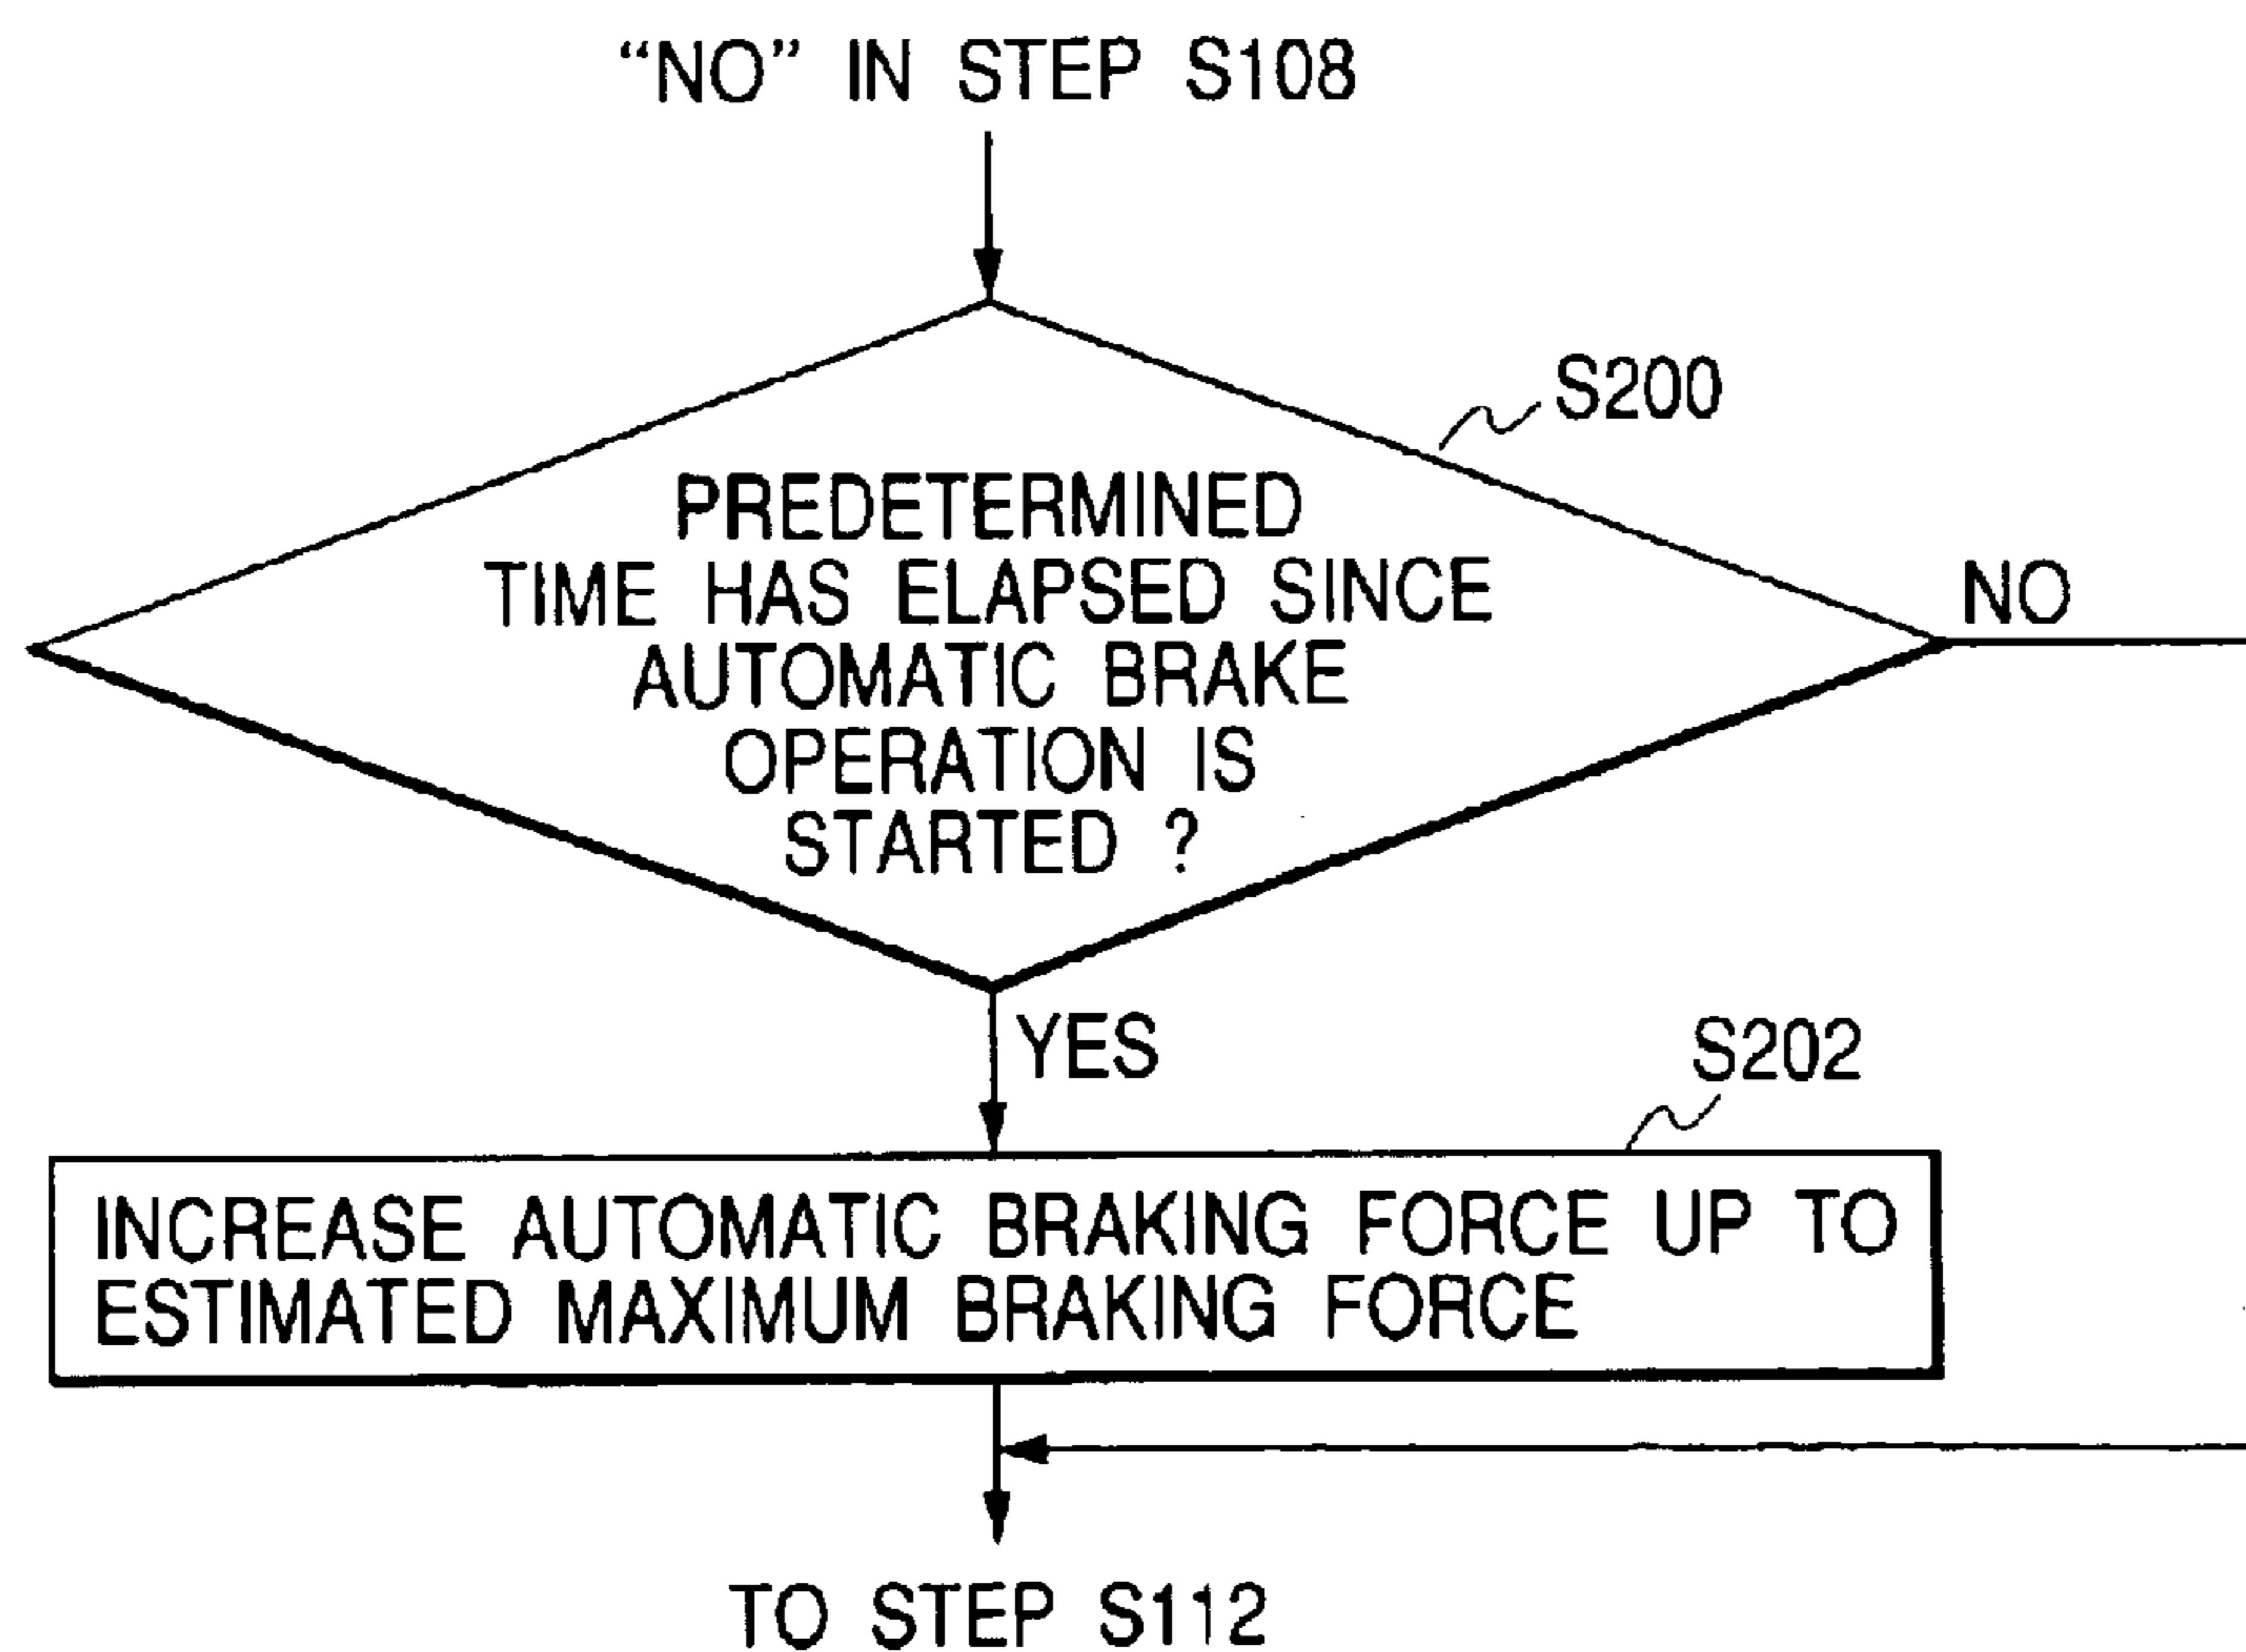 “NO” IN STEP S108
S200
PREDETERMINED
TIME HAS ELAPSED SINCE
AUTOMATIC BRAKE
OPERATION IS
STARTED ?
NO
YES
S202
INCREASE AUTOMATIC BRAKING FORCE UP TO
ESTIMATED MAXIMUM BRAKING FORCE
TO STEP S112